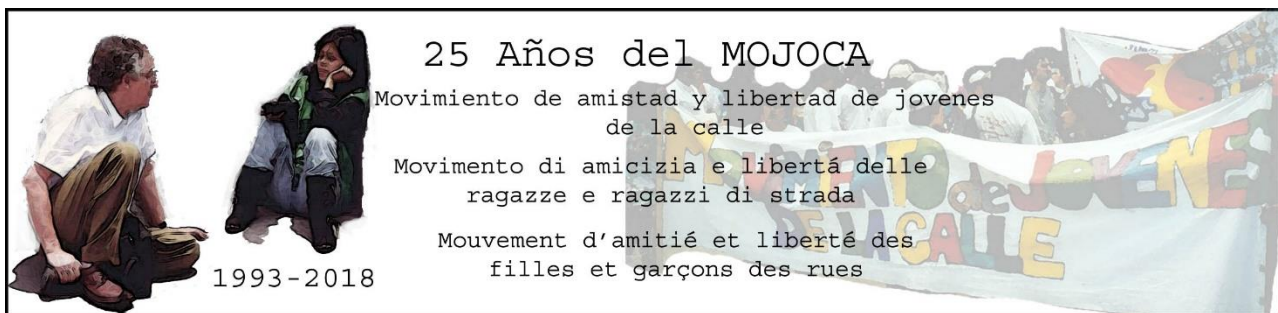 25 Años del MOJOCA
Movimiento de amistad y libertad de jovenes
de la calle
Movimento di amicizia e libertá delle
ragazze e ragazzi di strada
Mouvement d'amitié et liberté des
filles et garçons des rues
1993-2018
MOVIMIENTO de JOVENES
DE LA CALLE